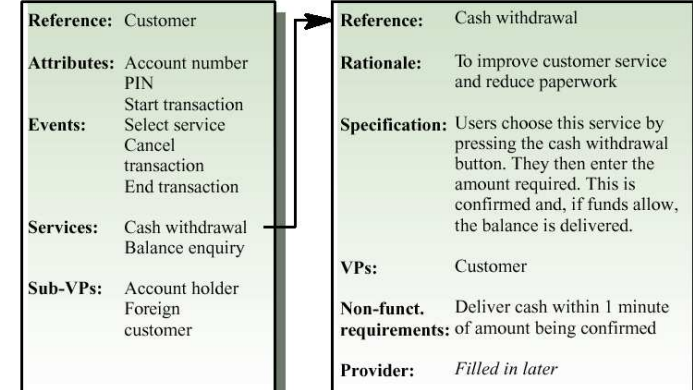 Reference: Customer
Attributes: Account number
PIN
Start transaction
Events: Select service
Cancel
transaction
End transaction
Services: Cash withdrawal
Balance enquiry
Sub-VPs: Account holder
Foreign
customer
Reference: Cash withdrawal
Rationale: To improve customer service
and reduce paperwork
Specification: Users choose this service by
pressing the cash withdrawal
button. They then enter the
amount required. This is
confirmed and, if funds allow,
the balance is delivered.
VPs: Customer
Non-funct. Deliver cash within 1 minute
requirements: of amount being confirmed
Provider: Filled in later